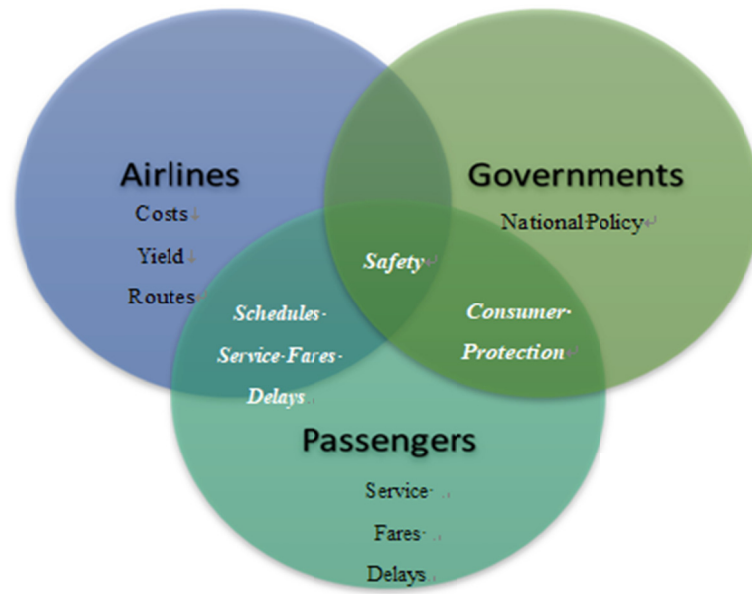 Airlines
Costs↓
Yield↓
Routes
Governments
National·Policy↵
Safety↵
Schedules·
Service·Fares·
Delays
Consumer·
Protection↵
Passengers
Service·
Fares·
Delays